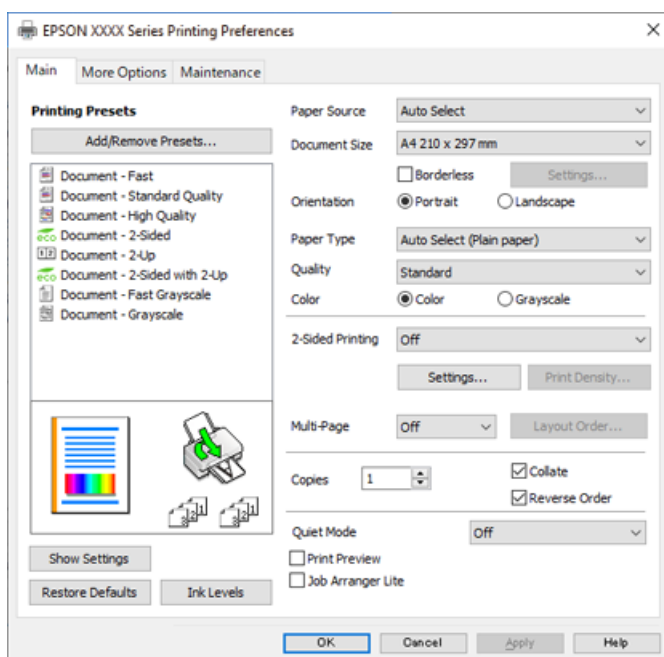 EPSON XXXX Series Printing Preferences
Main More Options Maintenance
Printing Presets
Add/Remove Presets...
Document - Fast
Document - Standard Quality
Document - High Quality
Document - 2-Sided
Document - 2-Up
Document - 2-Sided with 2-Up
Document - Fast Grayscale
Document - Grayscale
Show Settings
Restore Defaults Ink Levels
Paper Source Auto Select
Document Size A4 210 x 297 mm
Borderless Settings...
Orientation Portrait Landscape
Paper Type Auto Select (Plain paper)
Quality Standard
Color Color Grayscale
2-Sided Printing Off
Settings... Print Density...
Multi-Page Off Layout Order...
Copies 1 Collate
Reverse Order
Quiet Mode Off
Print Preview
Job Arranger Lite
OK Cancel Apply Help